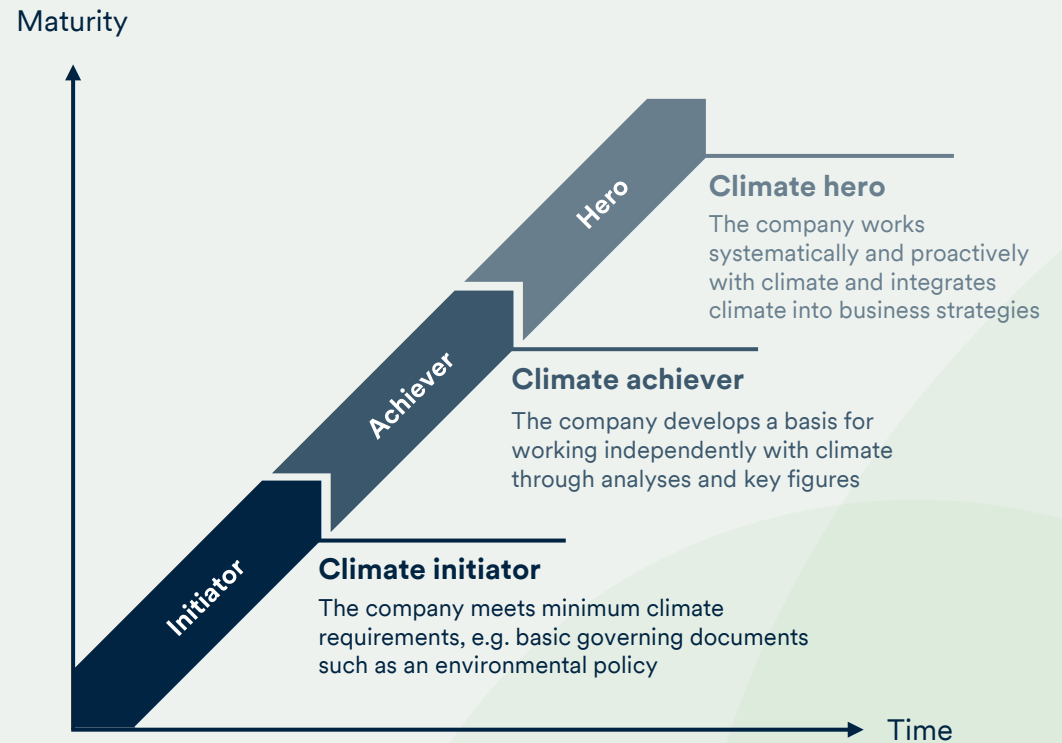 Maturity
Hero
Climate hero
The company works
systematically and proactively
with climate and integrates
climate into business strategies
Achiever
Climate achiever
The company develops a basis for
working independently with climate
through analyses and key figures
Initiator
Climate initiator
The company meets minimum climate
requirements, e.g. basic governing documents
such as an environmental policy
Time